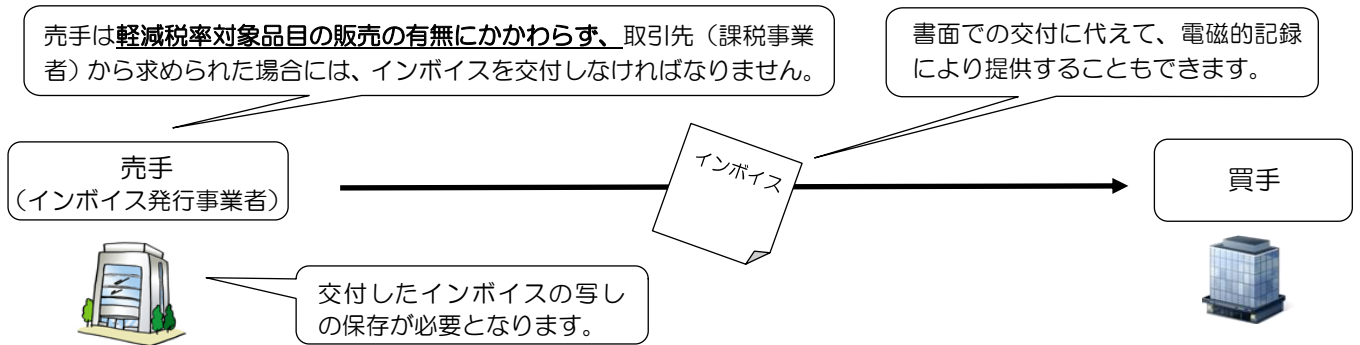 売手は軽減税率対象品目の販売の有無にかかわらず、取引先（課税事業
者）から求められた場合には、インボイスを交付しなければなりません。
書面での交付に代えて、電磁的記録
により提供することもできます。
売手
（インボイス発行事業者）
インボイス
買手
交付したインボイスの写し
の保存が必要となります。